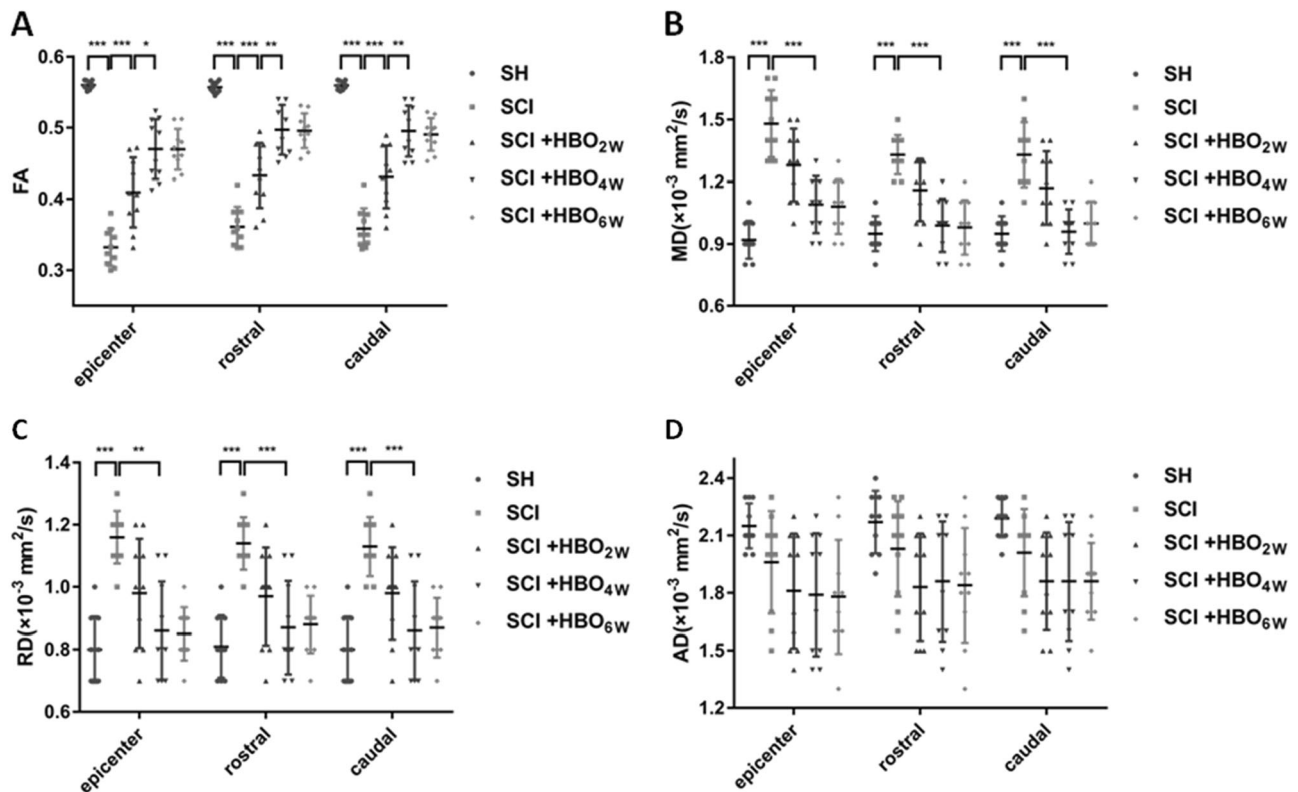 A
*** *** * *** *** ** *** *** **
0.6
0.5
0.4
0.3
FA
epicenter
rostral
caudal
SH
SCI
SCI +HBO2W
SCI +HBO4W
SCI +HBO6W
B
*** *** *** *** *** ***
1.8
1.5
1.2
0.9
0.6
MD(×10⁻³ mm²/s)
epicenter
rostral
caudal
SH
SCI
SCI +HBO2W
SCI +HBO4W
SCI +HBO6W
C
*** ** *** *** *** ***
1.4
1.2
1.0
0.8
0.6
RD(×10⁻³ mm²/s)
epicenter
rostral
caudal
SH
SCI
SCI +HBO2W
SCI +HBO4W
SCI +HBO6W
D
2.4
2.1
1.8
1.5
1.2
AD(×10⁻³ mm²/s)
epicenter
rostral
caudal
SH
SCI
SCI +HBO2W
SCI +HBO4W
SCI +HBO6W